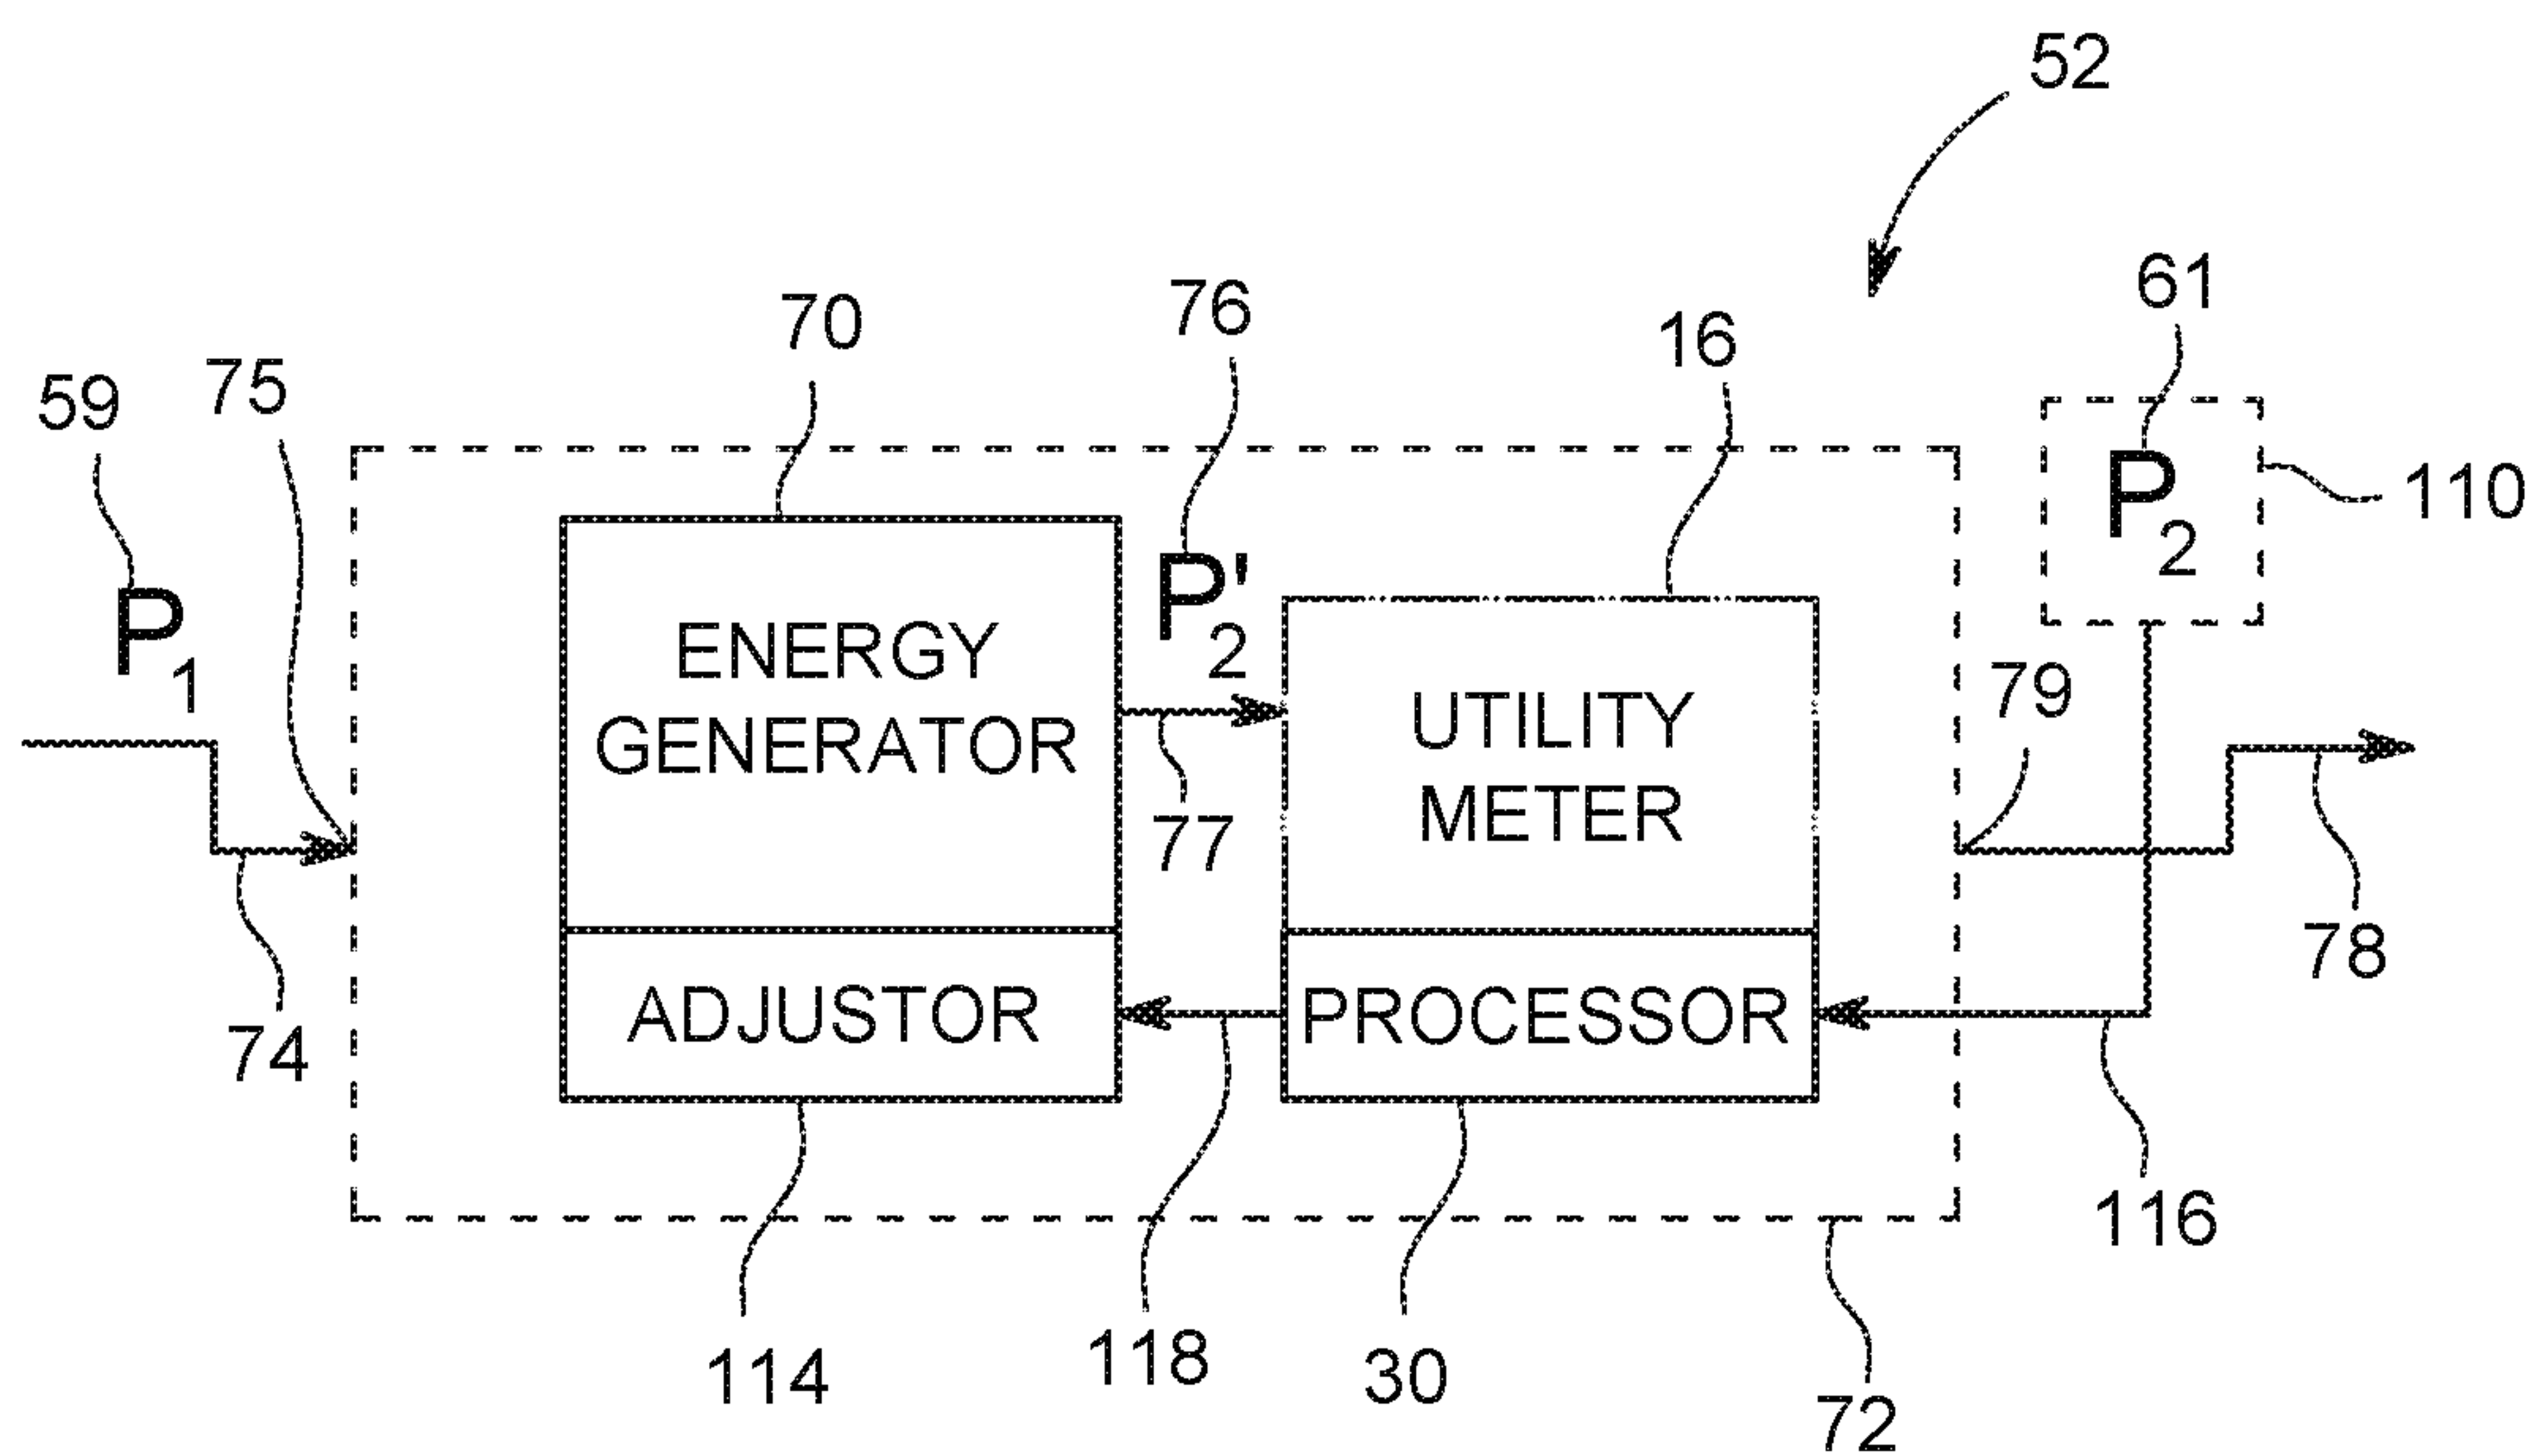 52
61
76
70
16
59
75
P2
110
P'2
P1
ENERGY
GENERATOR
UTILITY
METER
79
77
78
74
ADJUSTOR
PROCESSOR
116
114
118
30
72